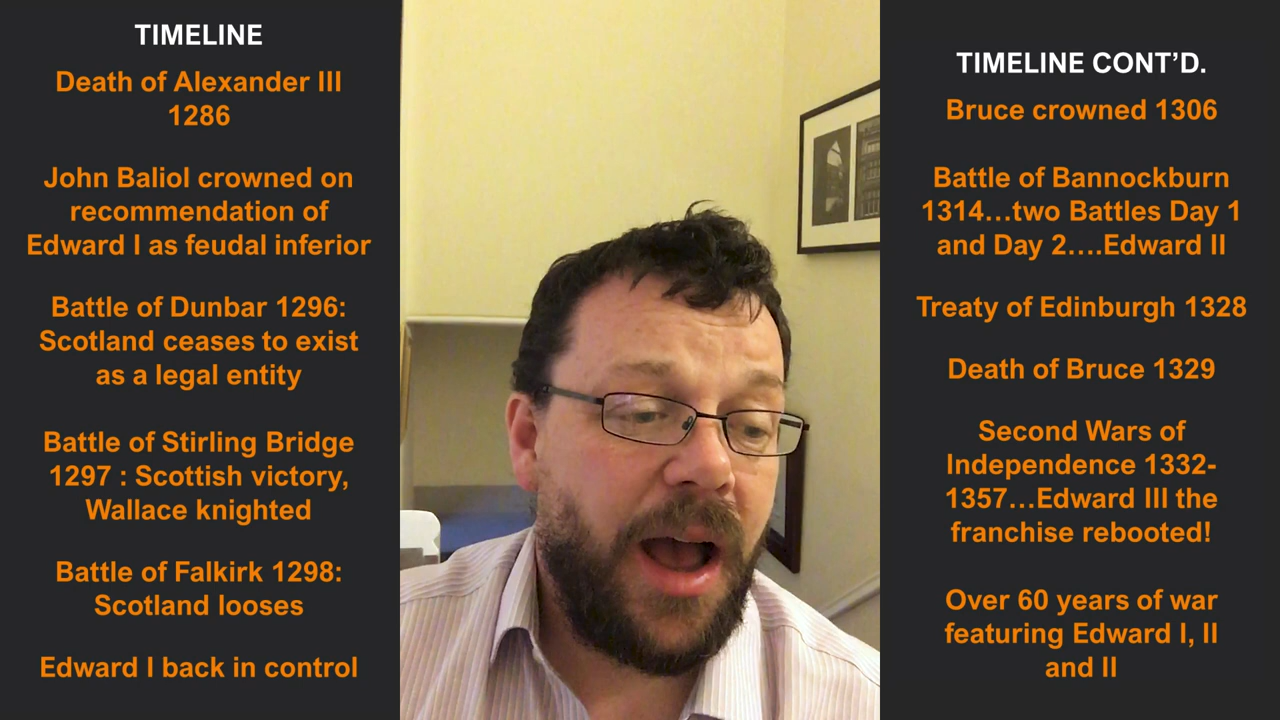 TIMELINE
Death of Alexander III
1286
John Baliol crowned on
recommendation of
Edward I as feudal inferior
Battle of Dunbar 1296:
Scotland ceases to exist
as a legal entity
Battle of Stirling Bridge
1297 : Scottish victory,
Wallace knighted
Battle of Falkirk 1298:
Scotland looses
Edward I back in control
TIMELINE CONT’D.
Bruce crowned 1306
Battle of Bannockburn
1314…two Battles Day 1
and Day 2….Edward II
Treaty of Edinburgh 1328
Death of Bruce 1329
Second Wars of
Independence 1332-
1357…Edward III the
franchise rebooted!
Over 60 years of war
featuring Edward I, II
and II